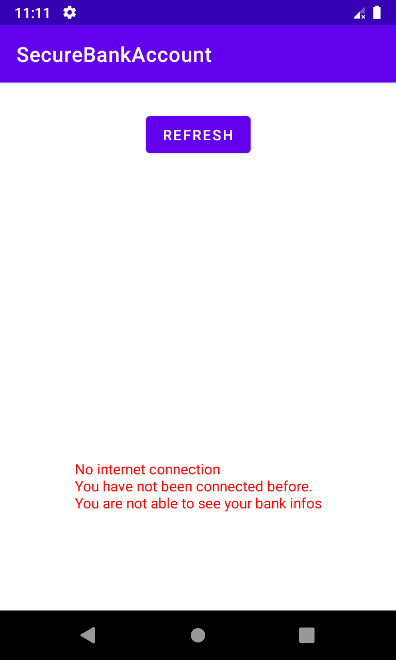 11:11
SecureBankAccount
REFRESH
No internet connection
You have not been connected before.
You are not able to see your bank infos